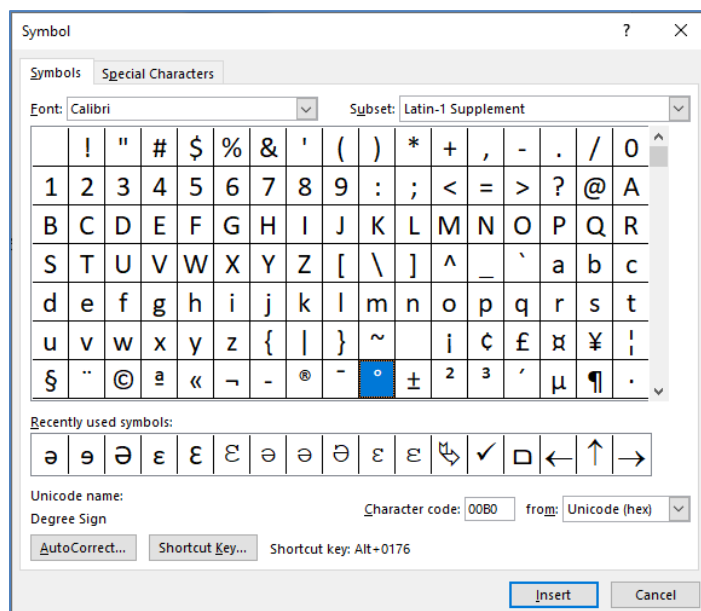 Symbol ? ×
Symbols Special Characters
Font: Calibri Subset: Latin-1 Supplement
! " # $ % & ' ( ) * + , - . / 0
1 2 3 4 5 6 7 8 9 : ; < = > ? @ A
B C D E F G H I J K L M N O P Q R
S T U V W X Y Z [ \ ] ^ _ ` a b c
d e f g h i j k l m n o p q r s t
u v w x y z { | } ~ ¡ ¢ £ ¤ ¥ ¦
§ ¨ © ª « ¬ - ® ¯ ° ± ² ³ ´ µ ¶ ·
Recently used symbols:
ə ɘ Ə ɛ Ɛ Ɛ ə ə Ə ɛ ɛ ✓ ← ↑ →
Unicode name:
Degree Sign
Character code: 00B0 from: Unicode (hex)
AutoCorrect... Shortcut Key... Shortcut key: Alt+0176
Insert Cancel